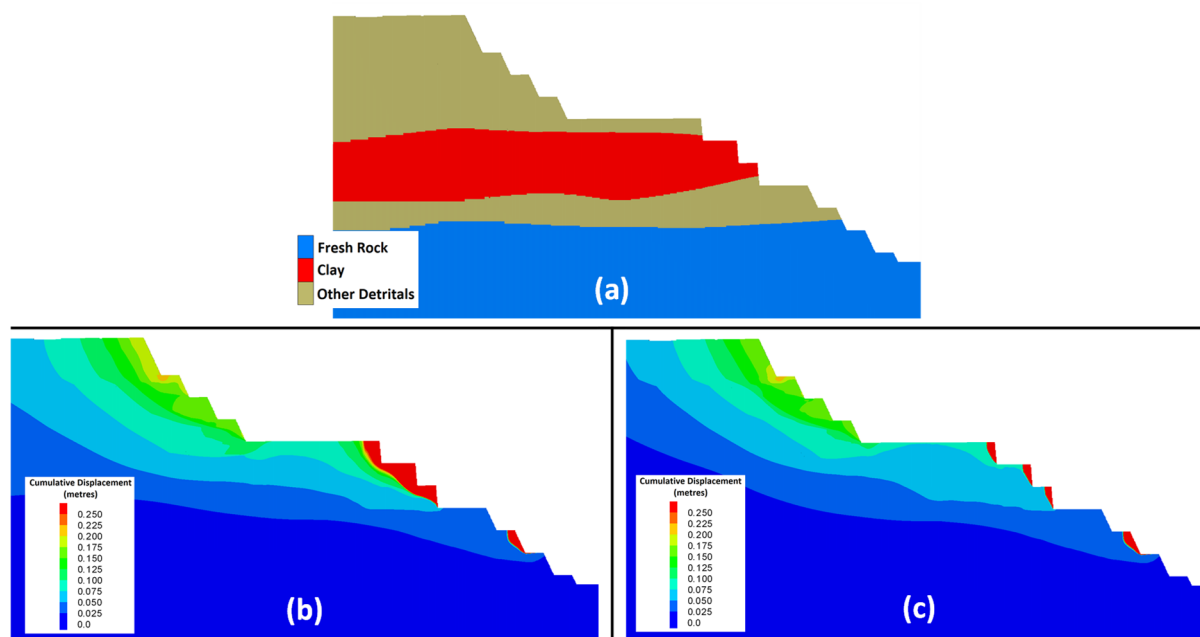 Fresh Rock
Clay
Other Detritals
(a)
Cumulative Displacement
(metres)
0.250
0.225
0.200
0.175
0.150
0.125
0.100
0.075
0.050
0.025
0.0
(b)
Cumulative Displacement
(metres)
0.250
0.225
0.200
0.175
0.150
0.125
0.100
0.075
0.050
0.025
0.0
(c)